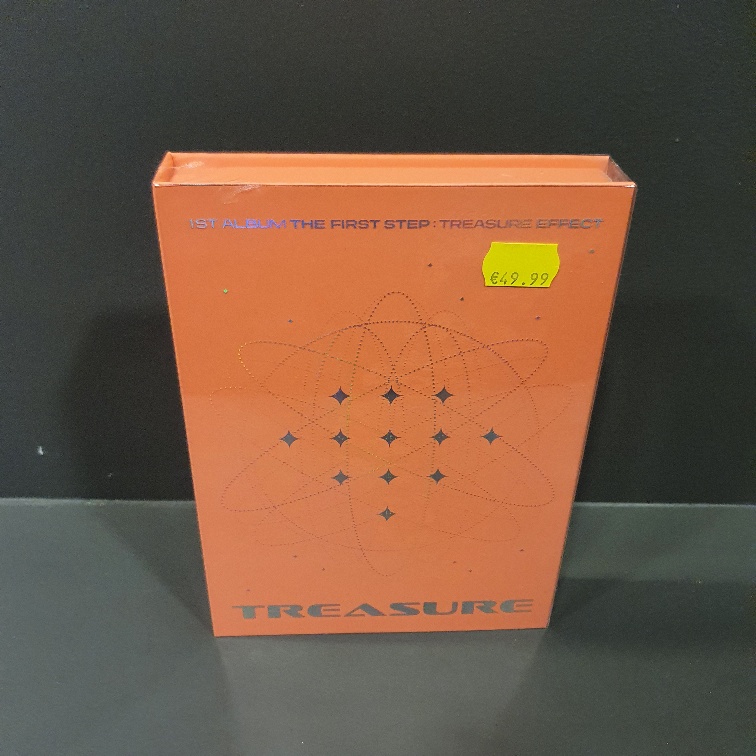 1ST ALBUM THE FIRST STEP : TREASURE EFFECT
€49.99
TREASURE